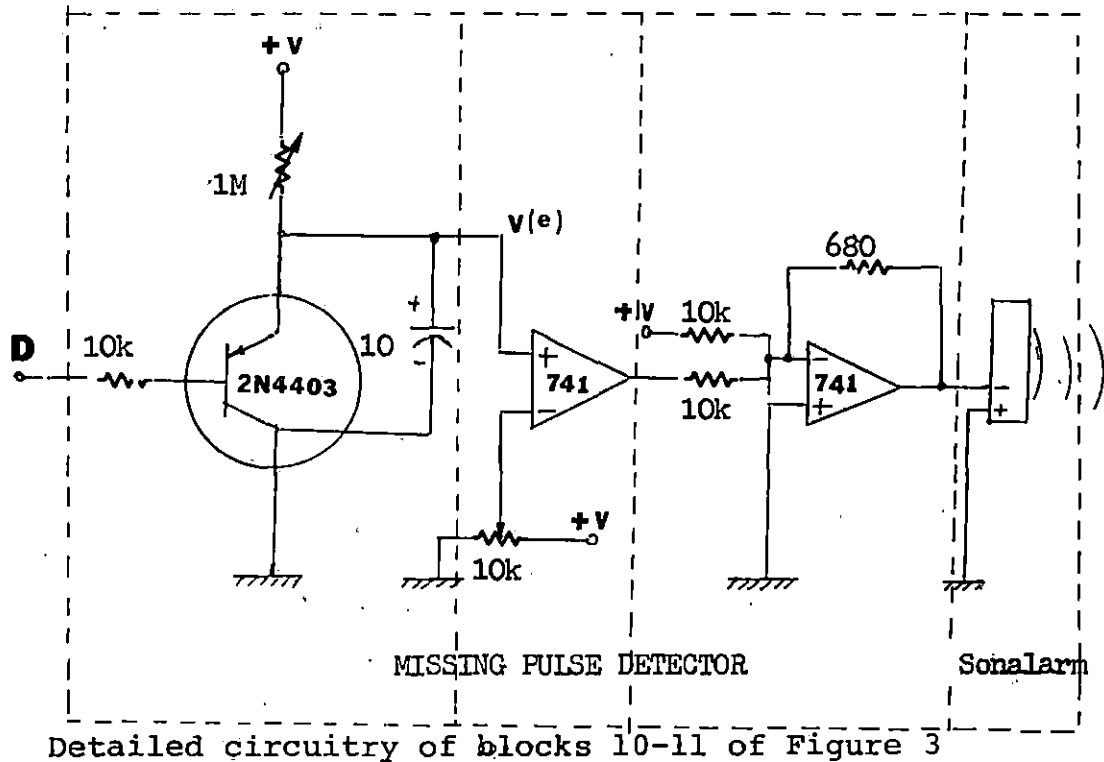 +V
1M
V(e)
680
+V
10k
D
10k
+
10
-
2N4403
+
741
-
10k
-
741
+
-
+
+V
10k
MISSING PULSE DETECTOR
Sonalarm
Detailed circuitry of blocks 10-11 of Figure 3